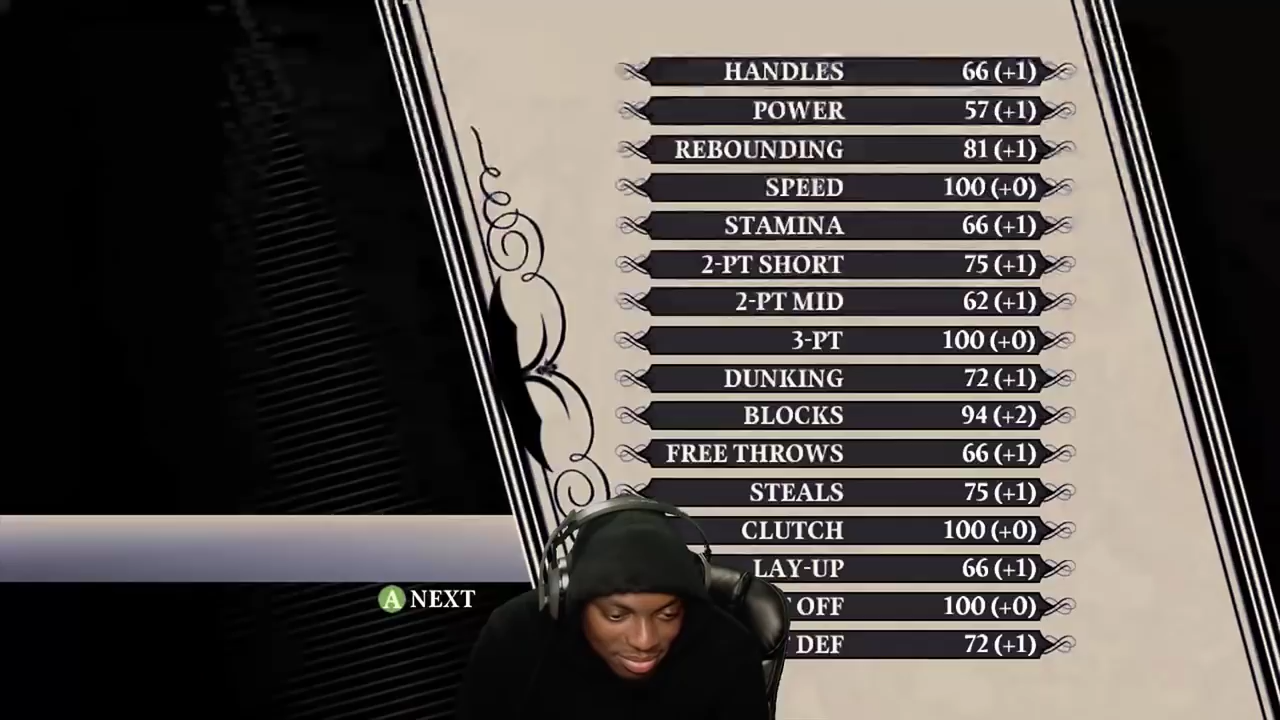 HANDLES 66 (+1)
POWER 57 (+1)
REBOUNDING 81 (+1)
SPEED 100 (+0)
STAMINA 66 (+1)
2-PT SHORT 75 (+1)
2-PT MID 62 (+1)
3-PT 100 (+0)
DUNKING 72 (+1)
BLOCKS 94 (+2)
FREE THROWS 66 (+1)
STEALS 75 (+1)
CLUTCH 100 (+0)
LAY-UP 66 (+1)
OFF 100 (+0)
DEF 72 (+1)
A NEXT